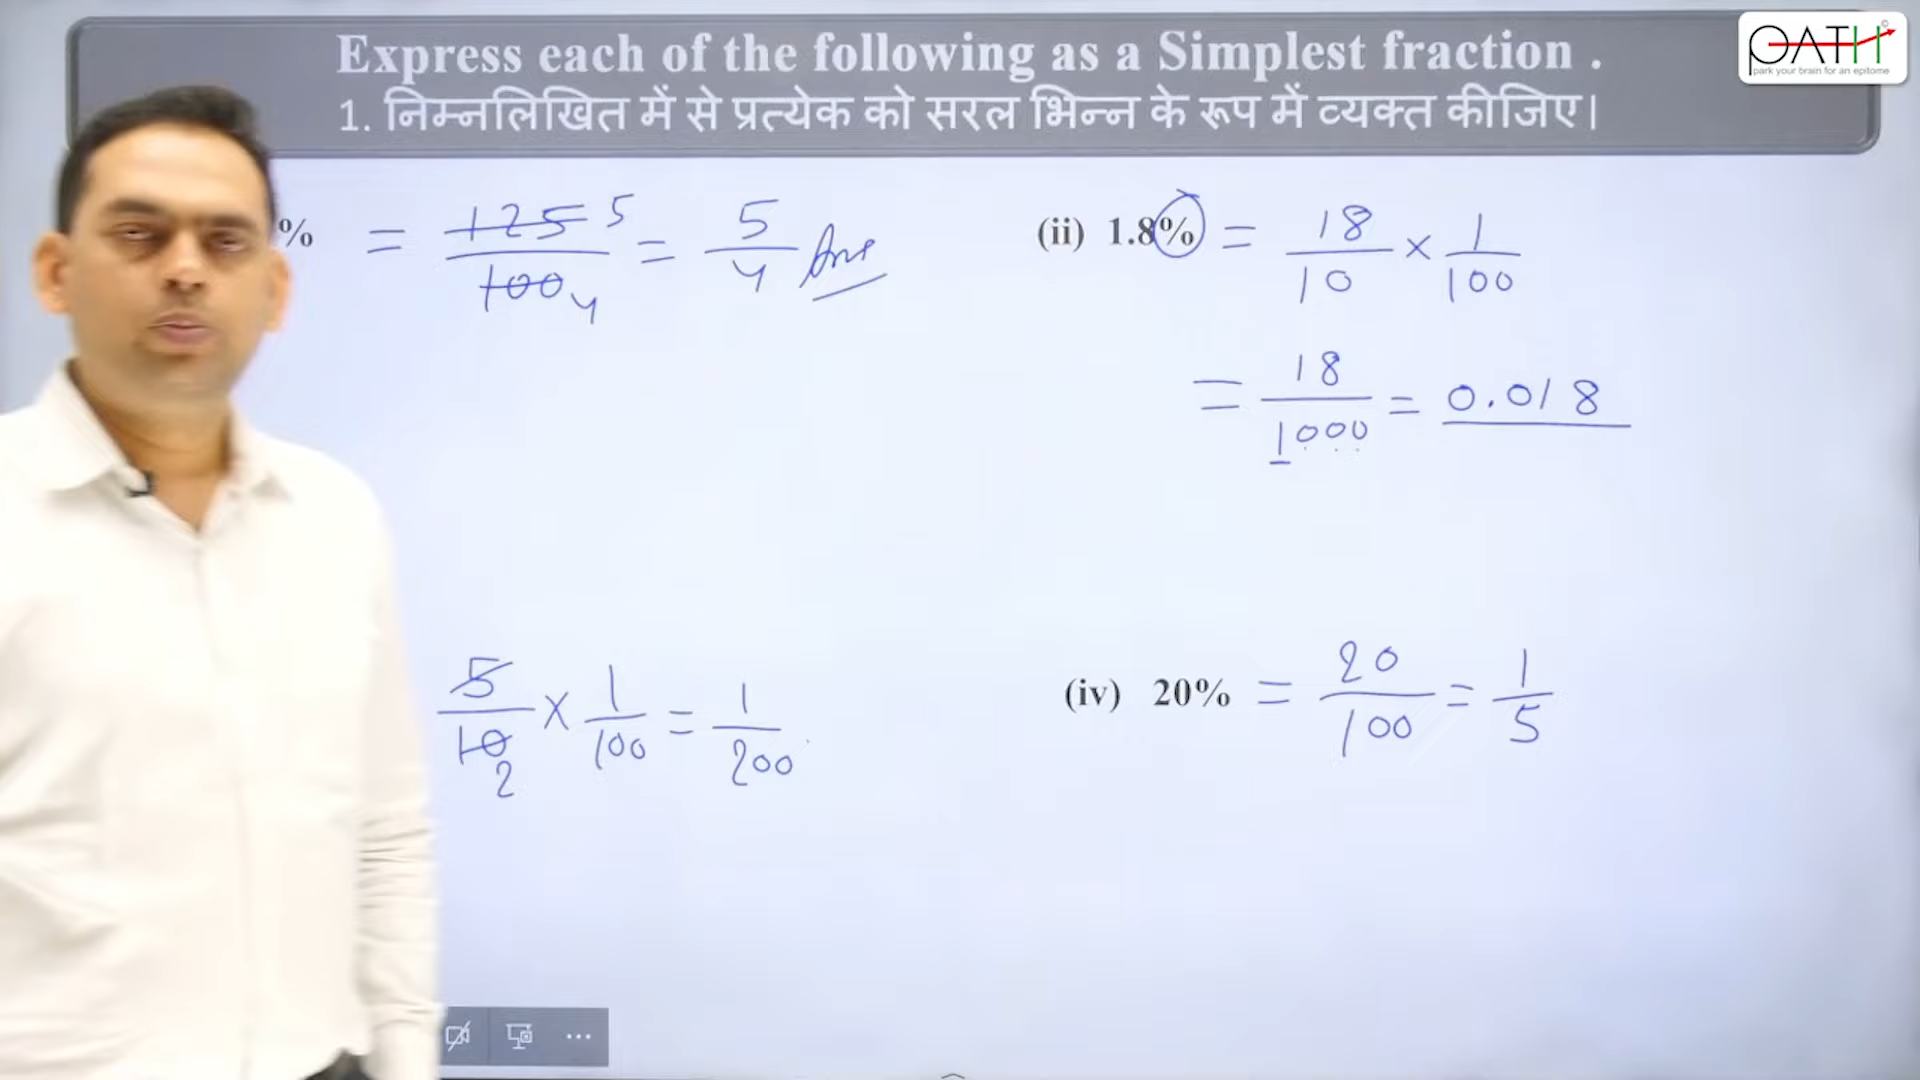 Express each of the following as a Simplest fraction .
1. निम्नलिखित में से प्रत्येक को सरल भिन्न के रूप में व्यक्त कीजिए।
PATH
park your brain for an epitome
% = 125 5 / 100 4 = 5/4 Ans
(ii) 1.8% = 18/10 × 1/100
= 18/1000 = 0.018
5/10 2 × 1/100 = 1/200
(iv) 20% = 20/100 = 1/5